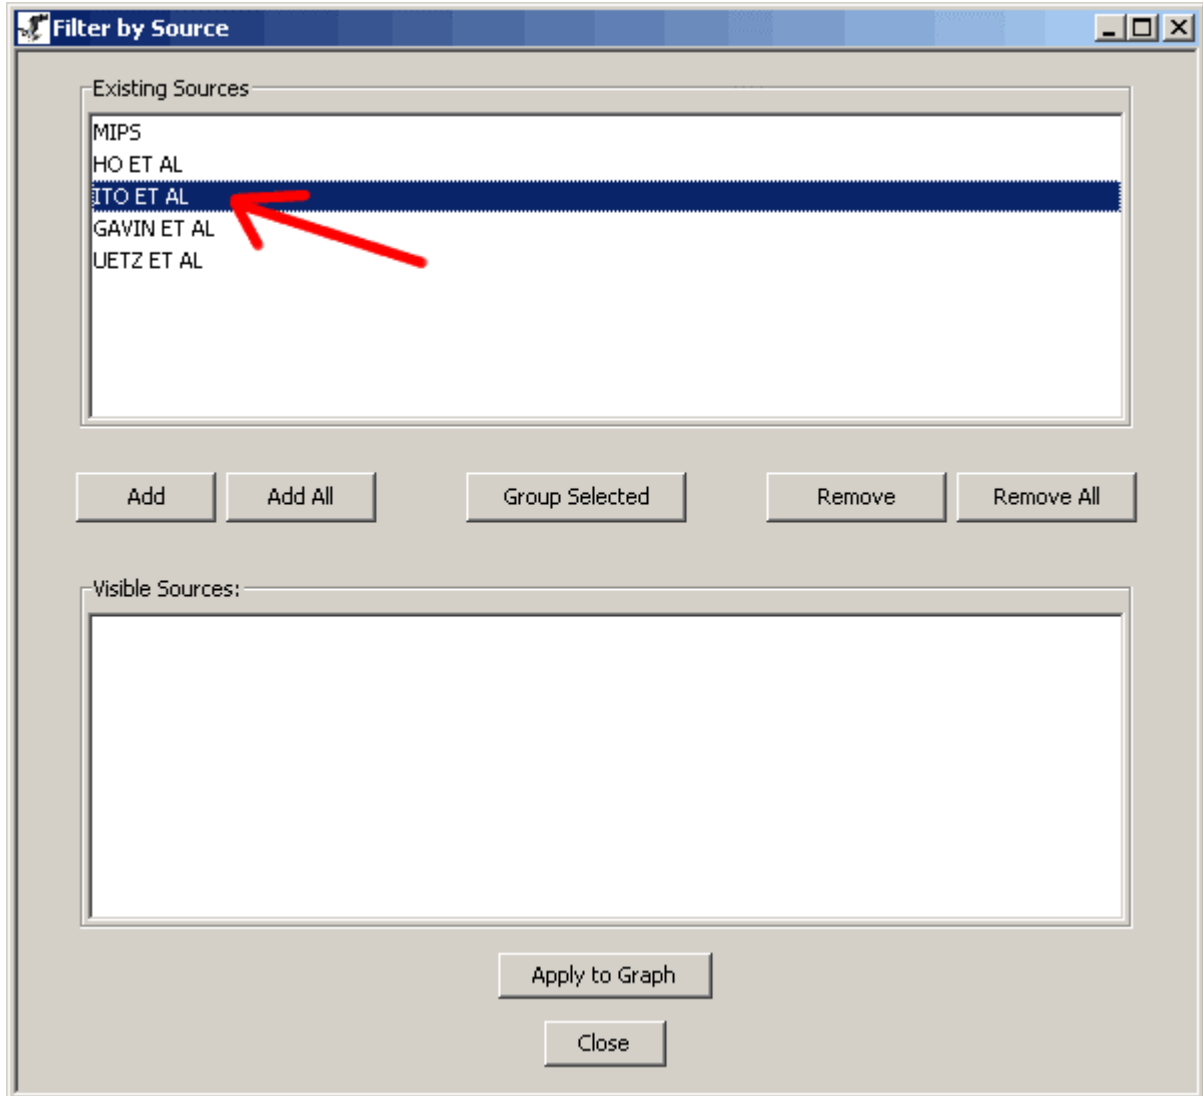 Filter by Source
Existing Sources
MIPS
HO ET AL
ITO ET AL
GAVIN ET AL
UETZ ET AL
Add Add All Group Selected Remove Remove All
Visible Sources:
Apply to Graph
Close